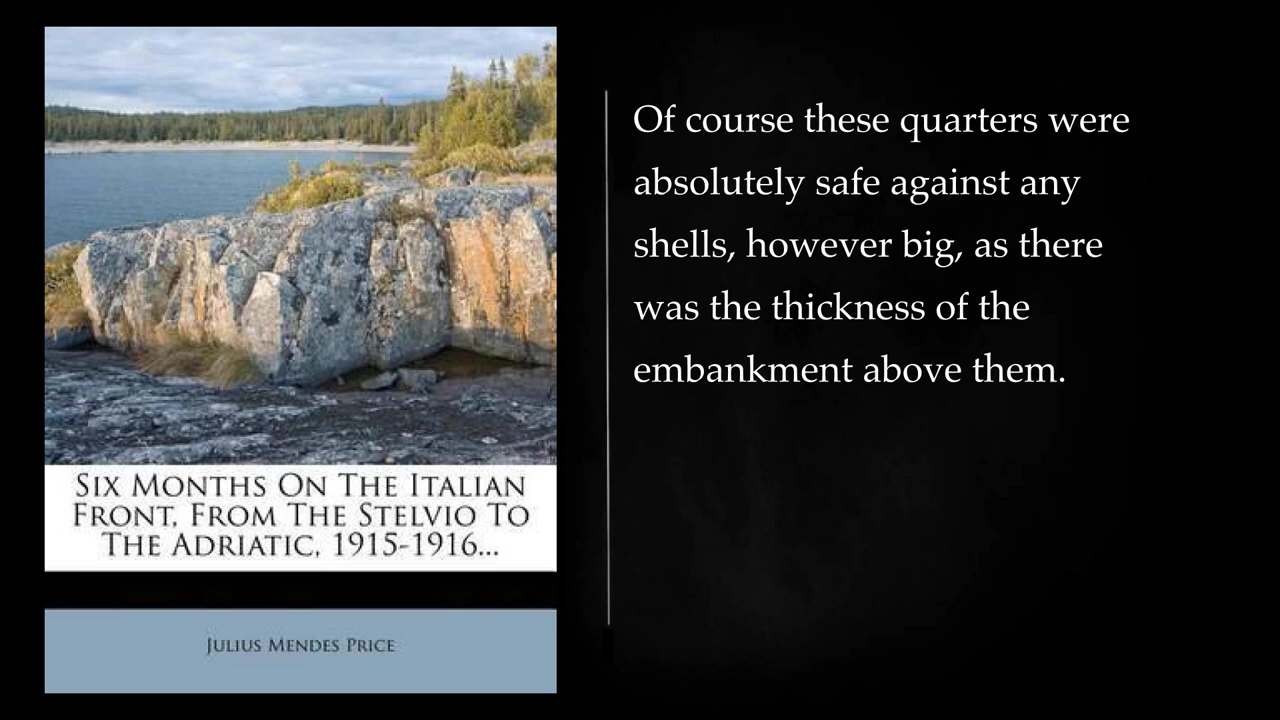 Six Months On The Italian
Front, From The Stelvio To
The Adriatic, 1915-1916...
Julius Mendes Price
Of course these quarters were
absolutely safe against any
shells, however big, as there
was the thickness of the
embankment above them.